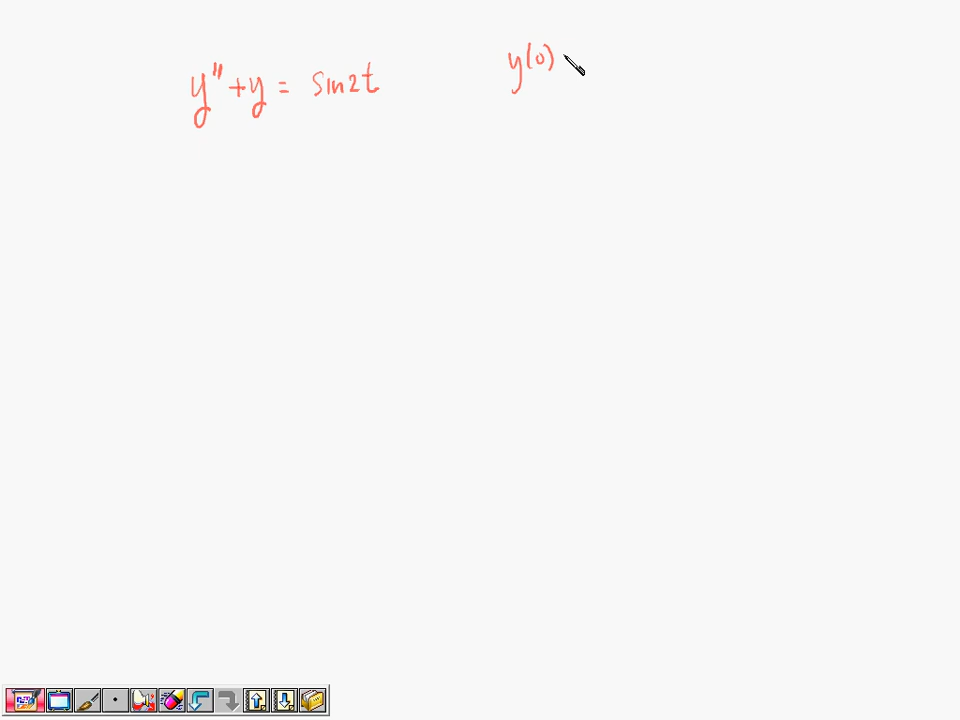 y'' + y = sin2t
y(0)